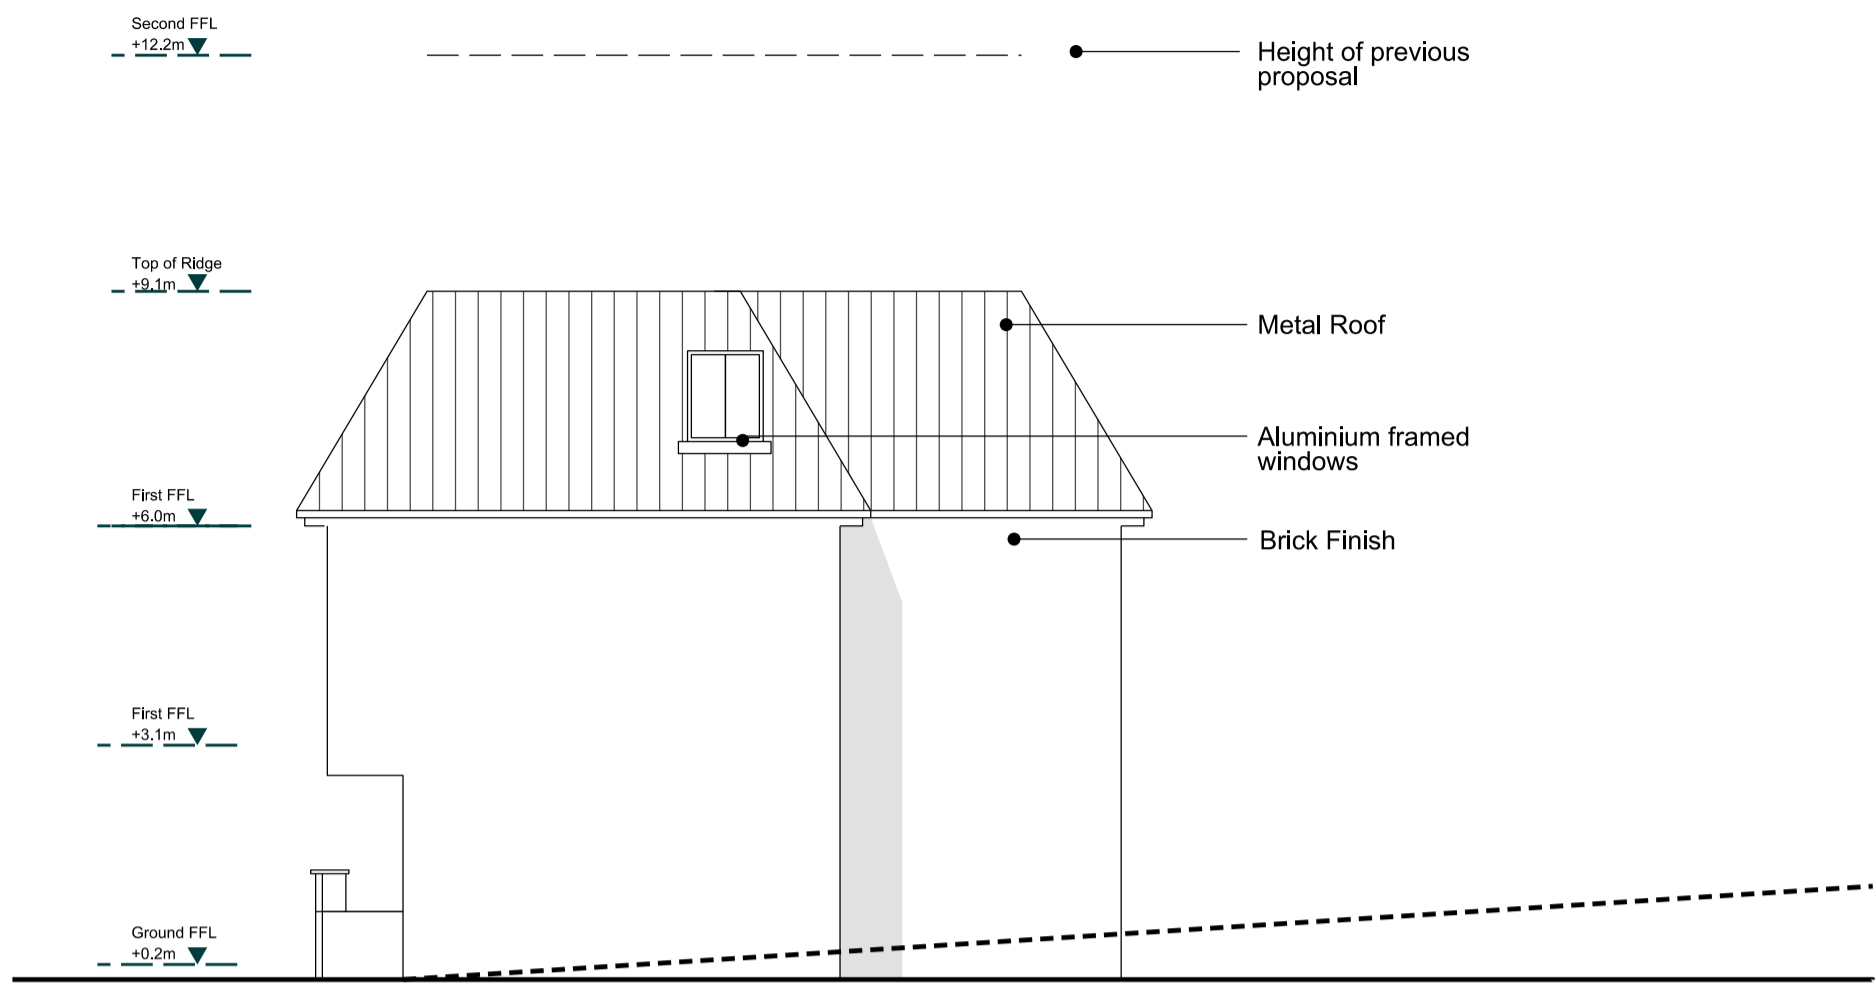 Second FFL
+12.2m
Height of previous
proposal
Top of Ridge
+9.1m
Metal Roof
Aluminium framed
windows
First FFL
+6.0m
Brick Finish
First FFL
+3.1m
Ground FFL
+0.2m